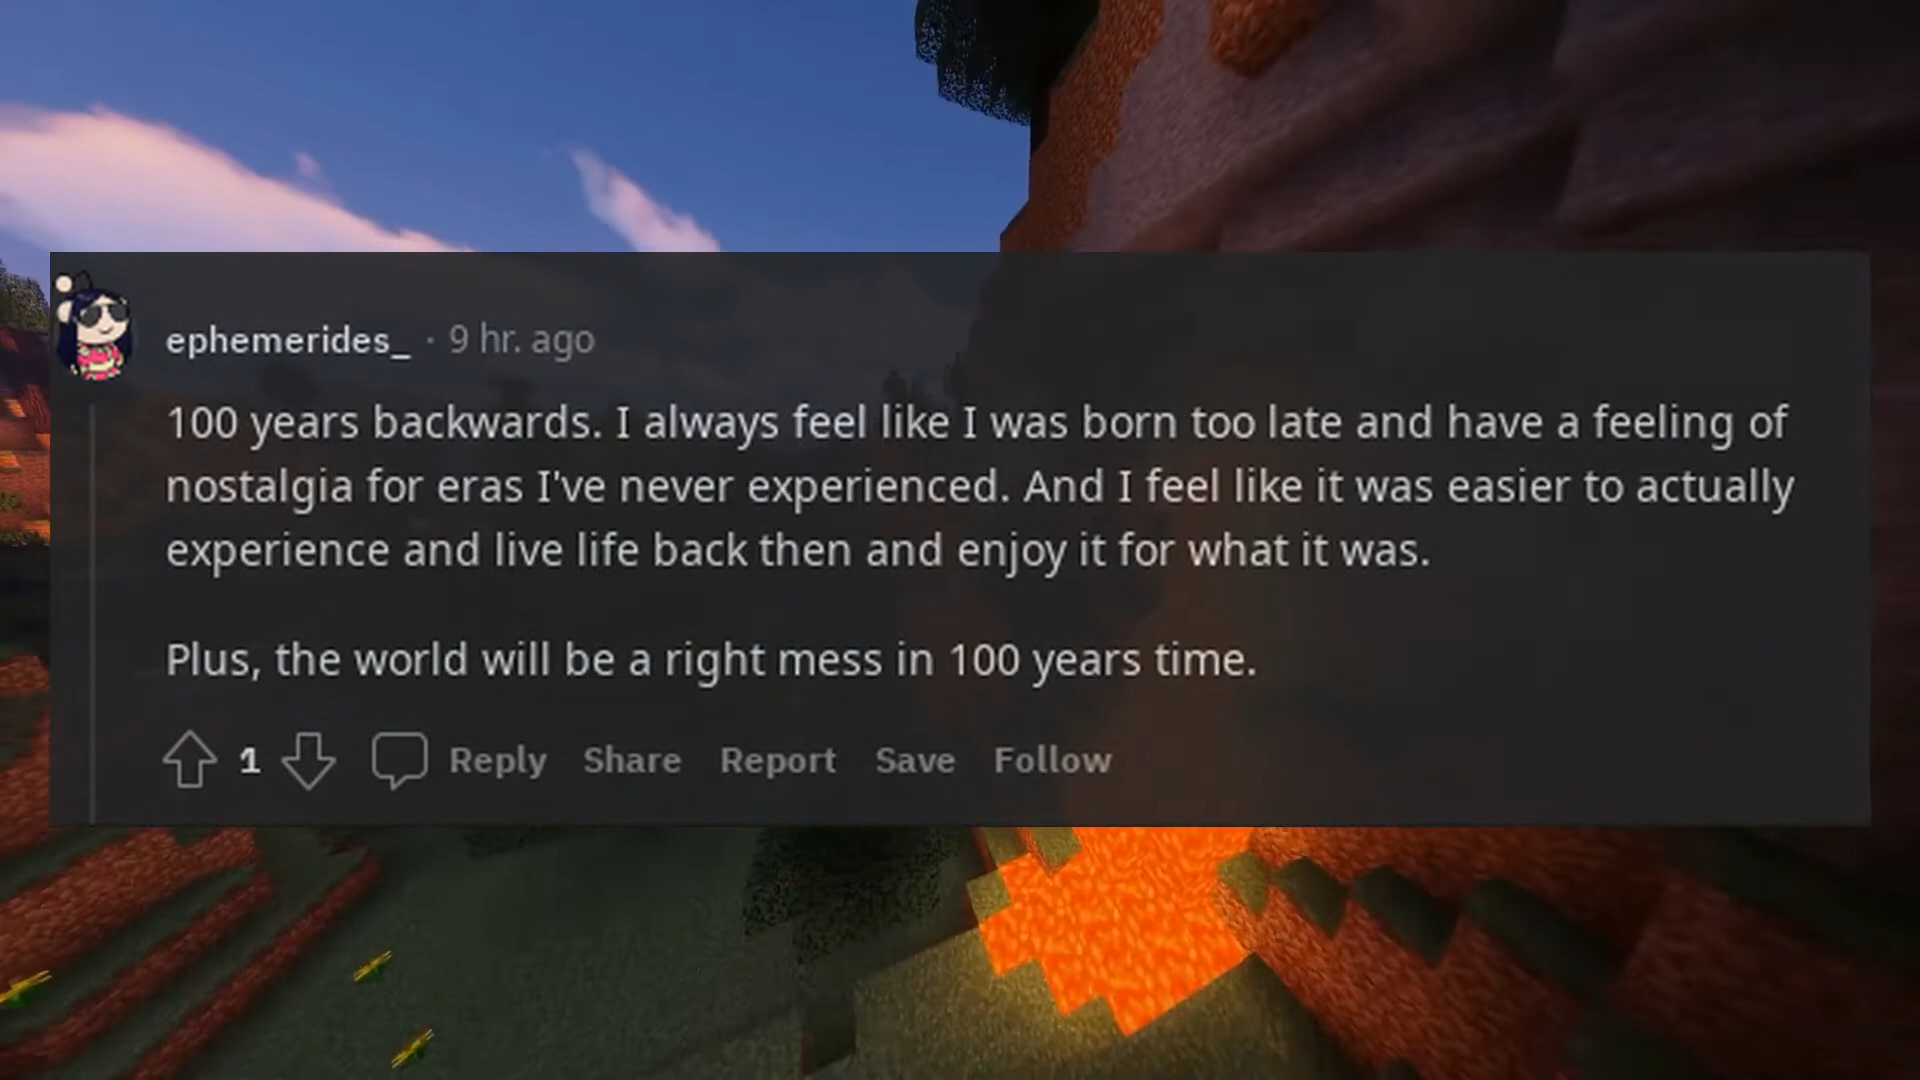 ephemerides_ · 9 hr. ago
100 years backwards. I always feel like I was born too late and have a feeling of
nostalgia for eras I've never experienced. And I feel like it was easier to actually
experience and live life back then and enjoy it for what it was.
Plus, the world will be a right mess in 100 years time.
1 Reply Share Report Save Follow